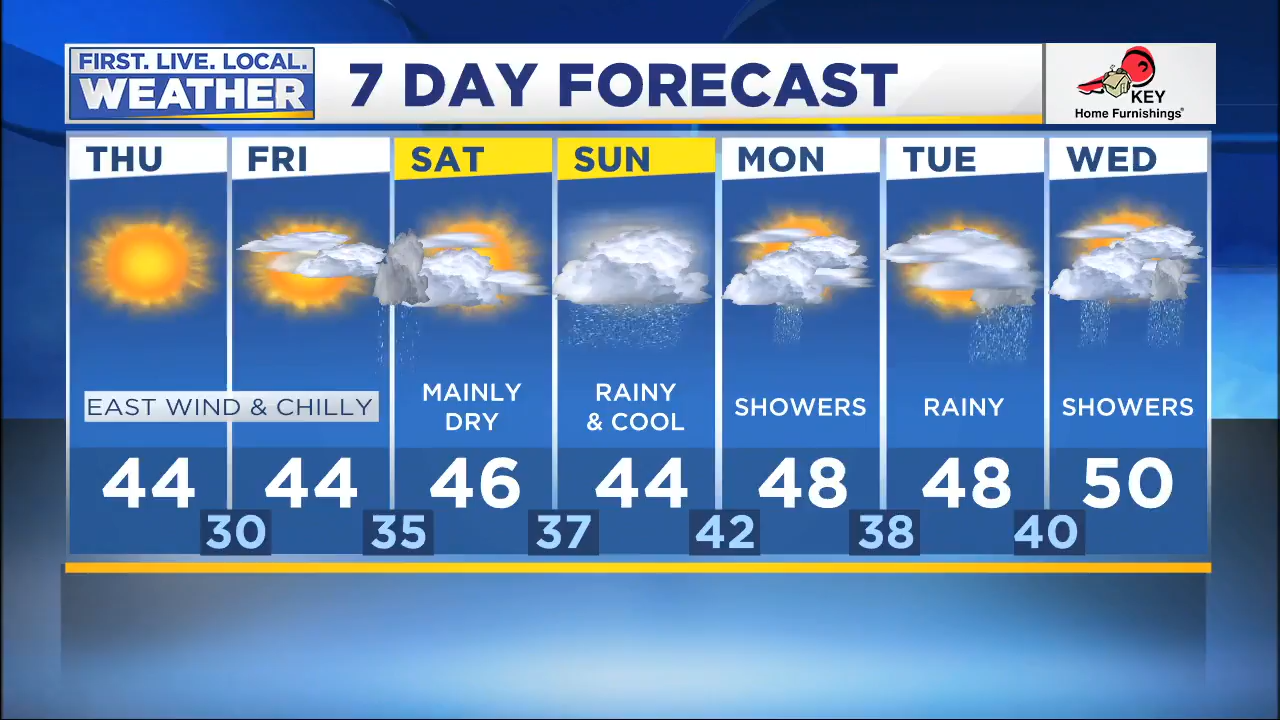 FIRST. LIVE. LOCAL.
WEATHER
7 DAY FORECAST
KEY
Home Furnishings®
THU FRI SAT SUN MON TUE WED
EAST WIND & CHILLY
MAINLY
DRY
RAINY
& COOL
SHOWERS
RAINY
SHOWERS
44 44 46 44 48 48 50
30 35 37 42 38 40